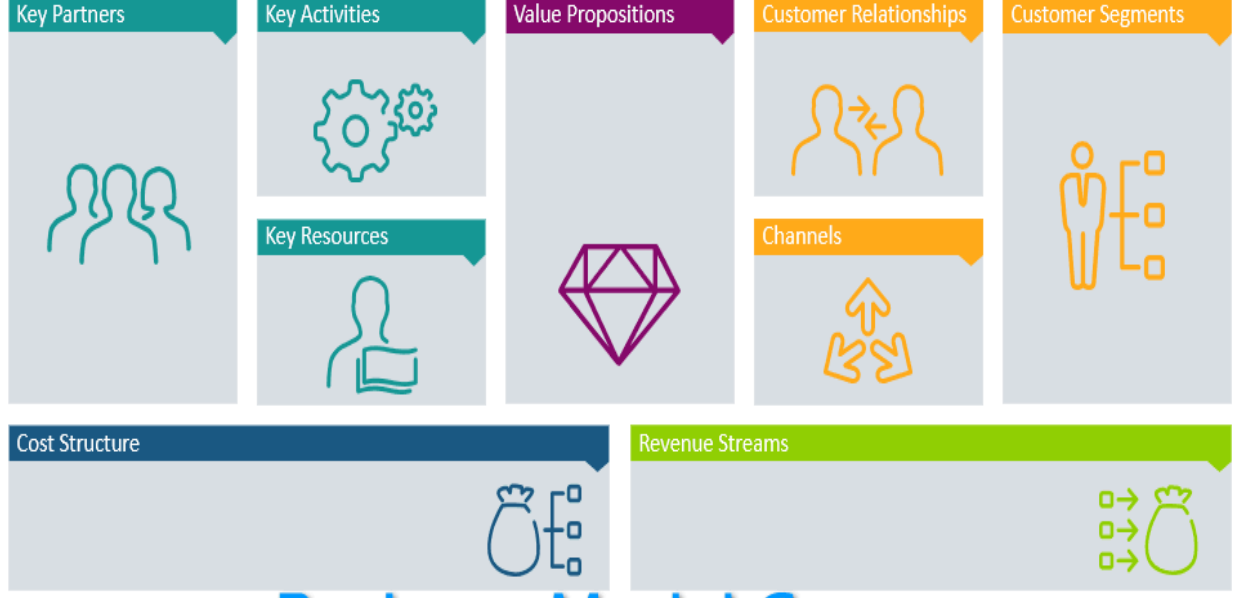 Key Partners
Key Activities
Value Propositions
Customer Relationships
Customer Segments
Key Resources
Channels
Cost Structure
Revenue Streams